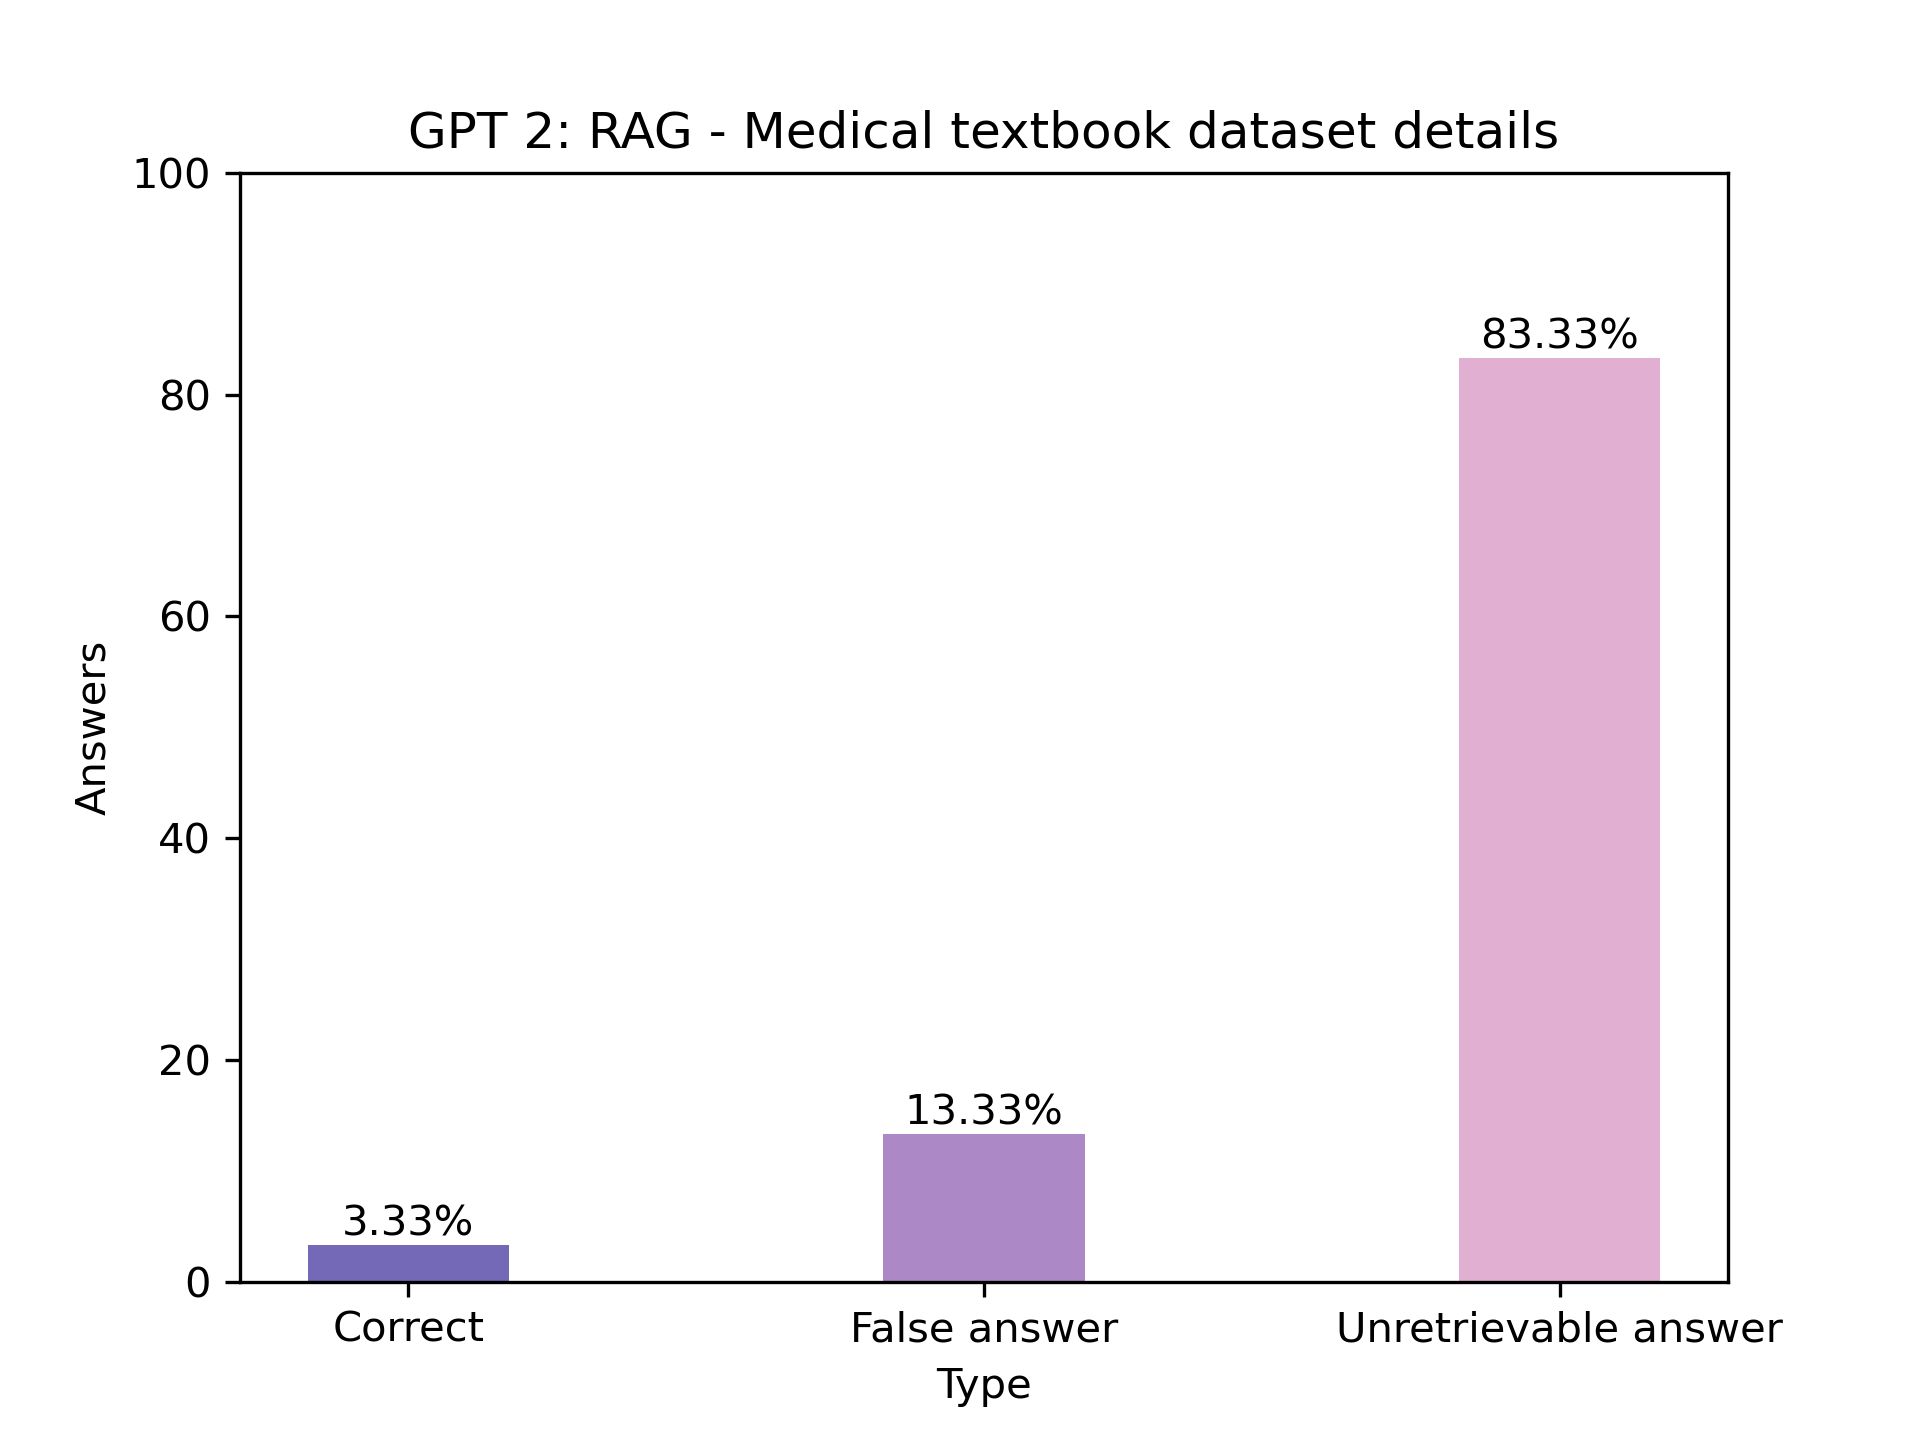 GPT 2: RAG - Medical textbook dataset details
100
80
60
40
20
0
Answers
83.33%
13.33%
3.33%
Correct
False answer
Unretrievable answer
Type